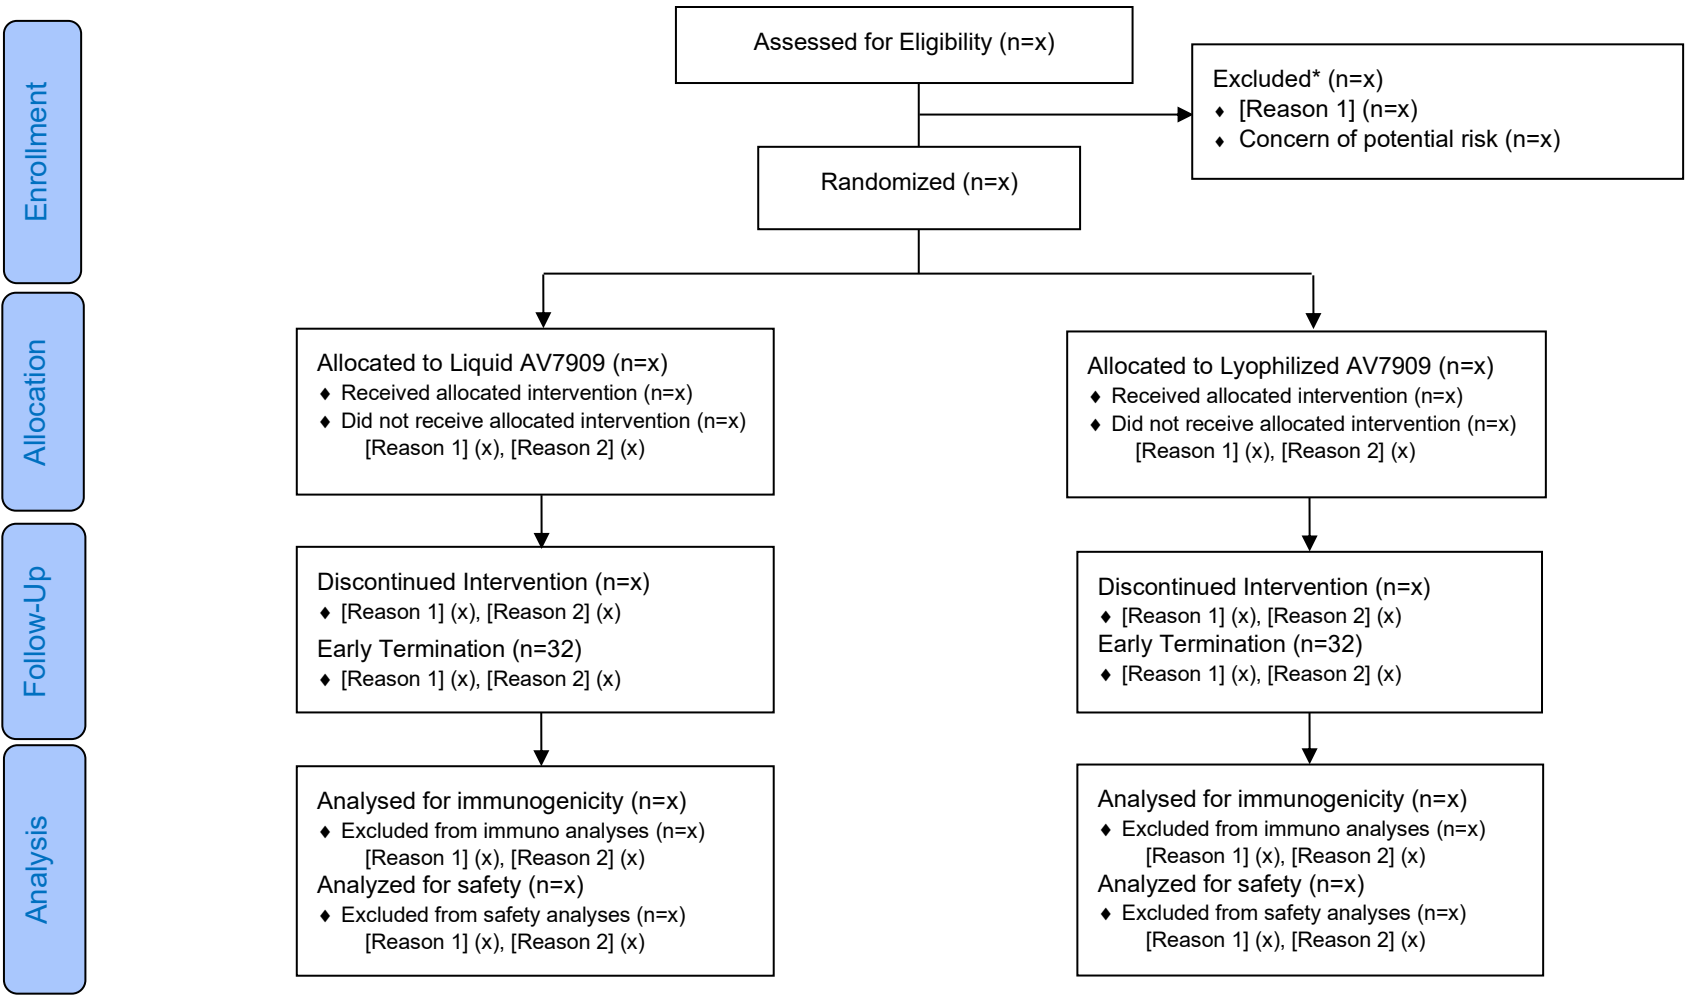 Enrollment
Assessed for Eligibility (n=x)
Excluded* (n=x)
♦ [Reason 1] (n=x)
♦ Concern of potential risk (n=x)
Randomized (n=x)
Allocation
Allocated to Liquid AV7909 (n=x)
♦ Received allocated intervention (n=x)
♦ Did not receive allocated intervention (n=x)
[Reason 1] (x), [Reason 2] (x)
Allocated to Lyophilized AV7909 (n=x)
♦ Received allocated intervention (n=x)
♦ Did not receive allocated intervention (n=x)
[Reason 1] (x), [Reason 2] (x)
Follow-Up
Discontinued Intervention (n=x)
♦ [Reason 1] (x), [Reason 2] (x)
Early Termination (n=32)
♦ [Reason 1] (x), [Reason 2] (x)
Discontinued Intervention (n=x)
♦ [Reason 1] (x), [Reason 2] (x)
Early Termination (n=32)
♦ [Reason 1] (x), [Reason 2] (x)
Analysis
Analysed for immunogenicity (n=x)
♦ Excluded from immuno analyses (n=x)
[Reason 1] (x), [Reason 2] (x)
Analyzed for safety (n=x)
♦ Excluded from safety analyses (n=x)
[Reason 1] (x), [Reason 2] (x)
Analysed for immunogenicity (n=x)
♦ Excluded from immuno analyses (n=x)
[Reason 1] (x), [Reason 2] (x)
Analyzed for safety (n=x)
♦ Excluded from safety analyses (n=x)
[Reason 1] (x), [Reason 2] (x)